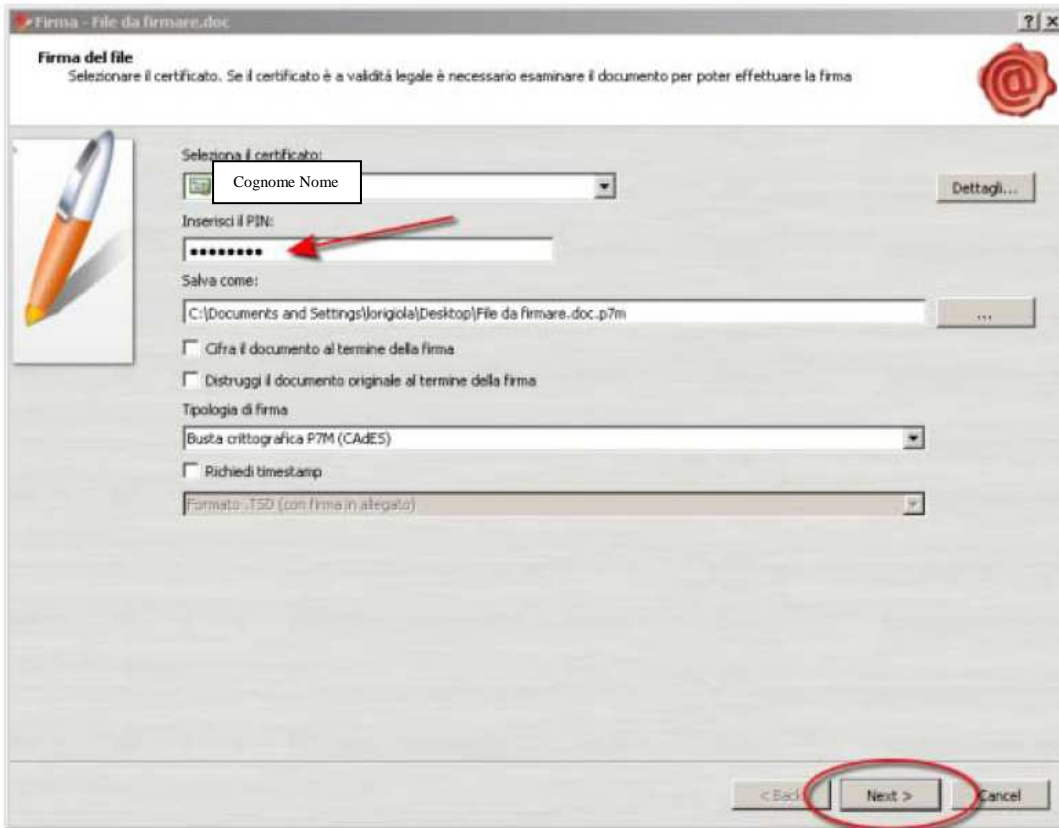 Firma - File da firmare.doc
Firma del file
Selezionare il certificato. Se il certificato è a validità legale è necessario esaminare il documento per poter effettuare la firma
Seleziona il certificato:
Cognome Nome
Dettagli...
Inserisci il PIN:
Salva come:
C:\Documents and Settings\lorigiola\Desktop\File da firmare.doc.p7m
...
Cifra il documento al termine della firma
Distruggi il documento originale al termine della firma
Tipologia di firma
Busta crittografica P7M (CAdES)
Richiedi timestamp
Formato .TSD (con firma in allegato)
< Back
Next >
Cancel